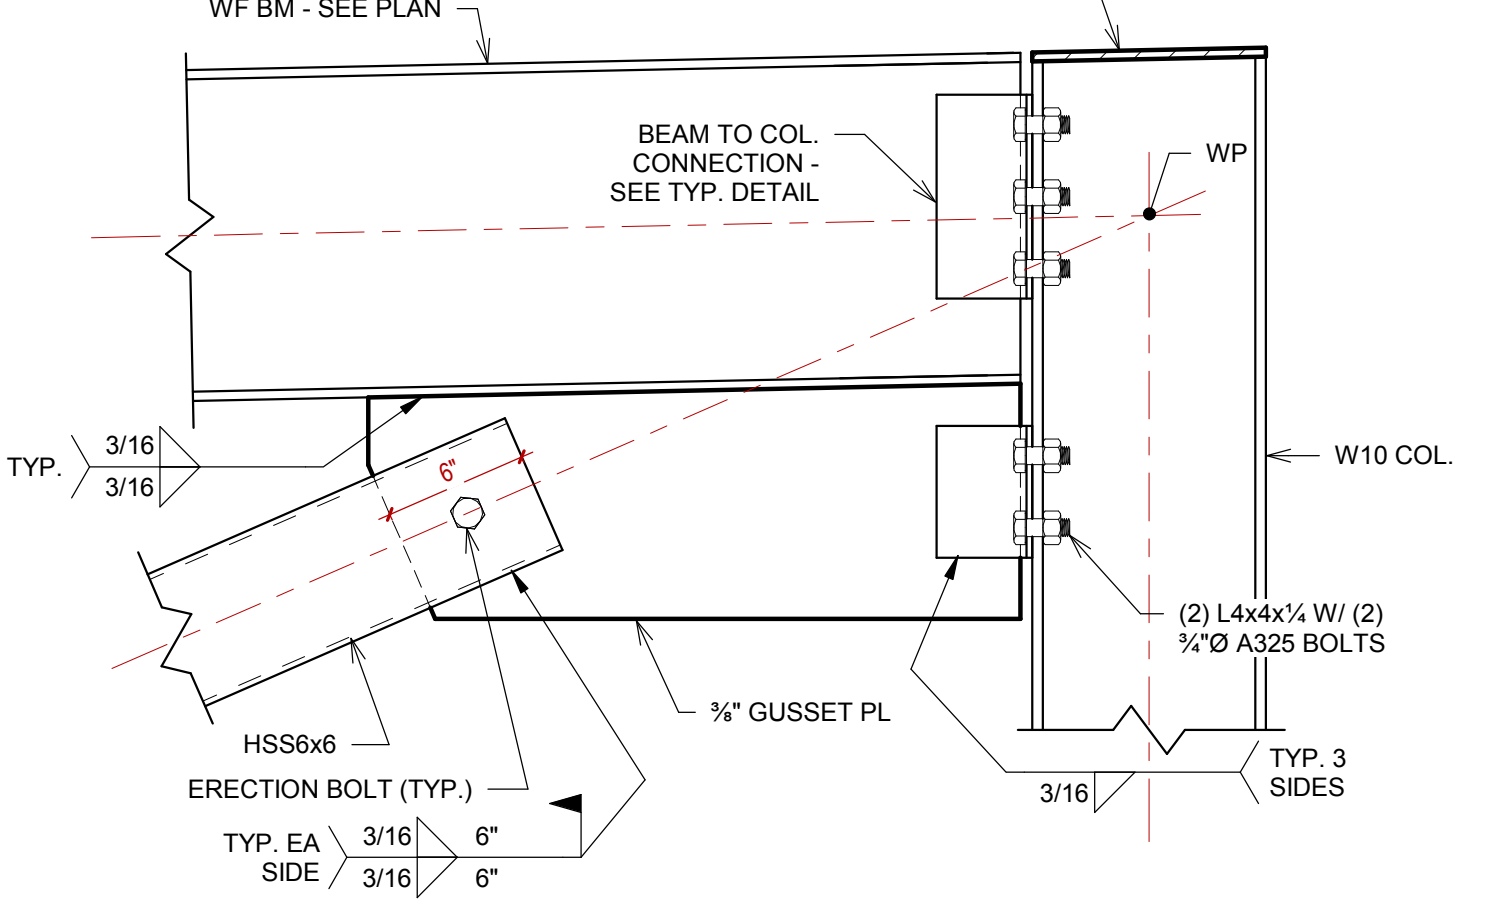 WF BM - SEE PLAN
BEAM TO COL.
CONNECTION -
SEE TYP. DETAIL
WP
TYP.
3/16
3/16
6"
W10 COL.
(2) L4x4x¼ W/ (2)
¾"Ø A325 BOLTS
⅜" GUSSET PL
HSS6x6
ERECTION BOLT (TYP.)
TYP. 3
SIDES
3/16
TYP. EA
SIDE
3/16 6"
3/16 6"